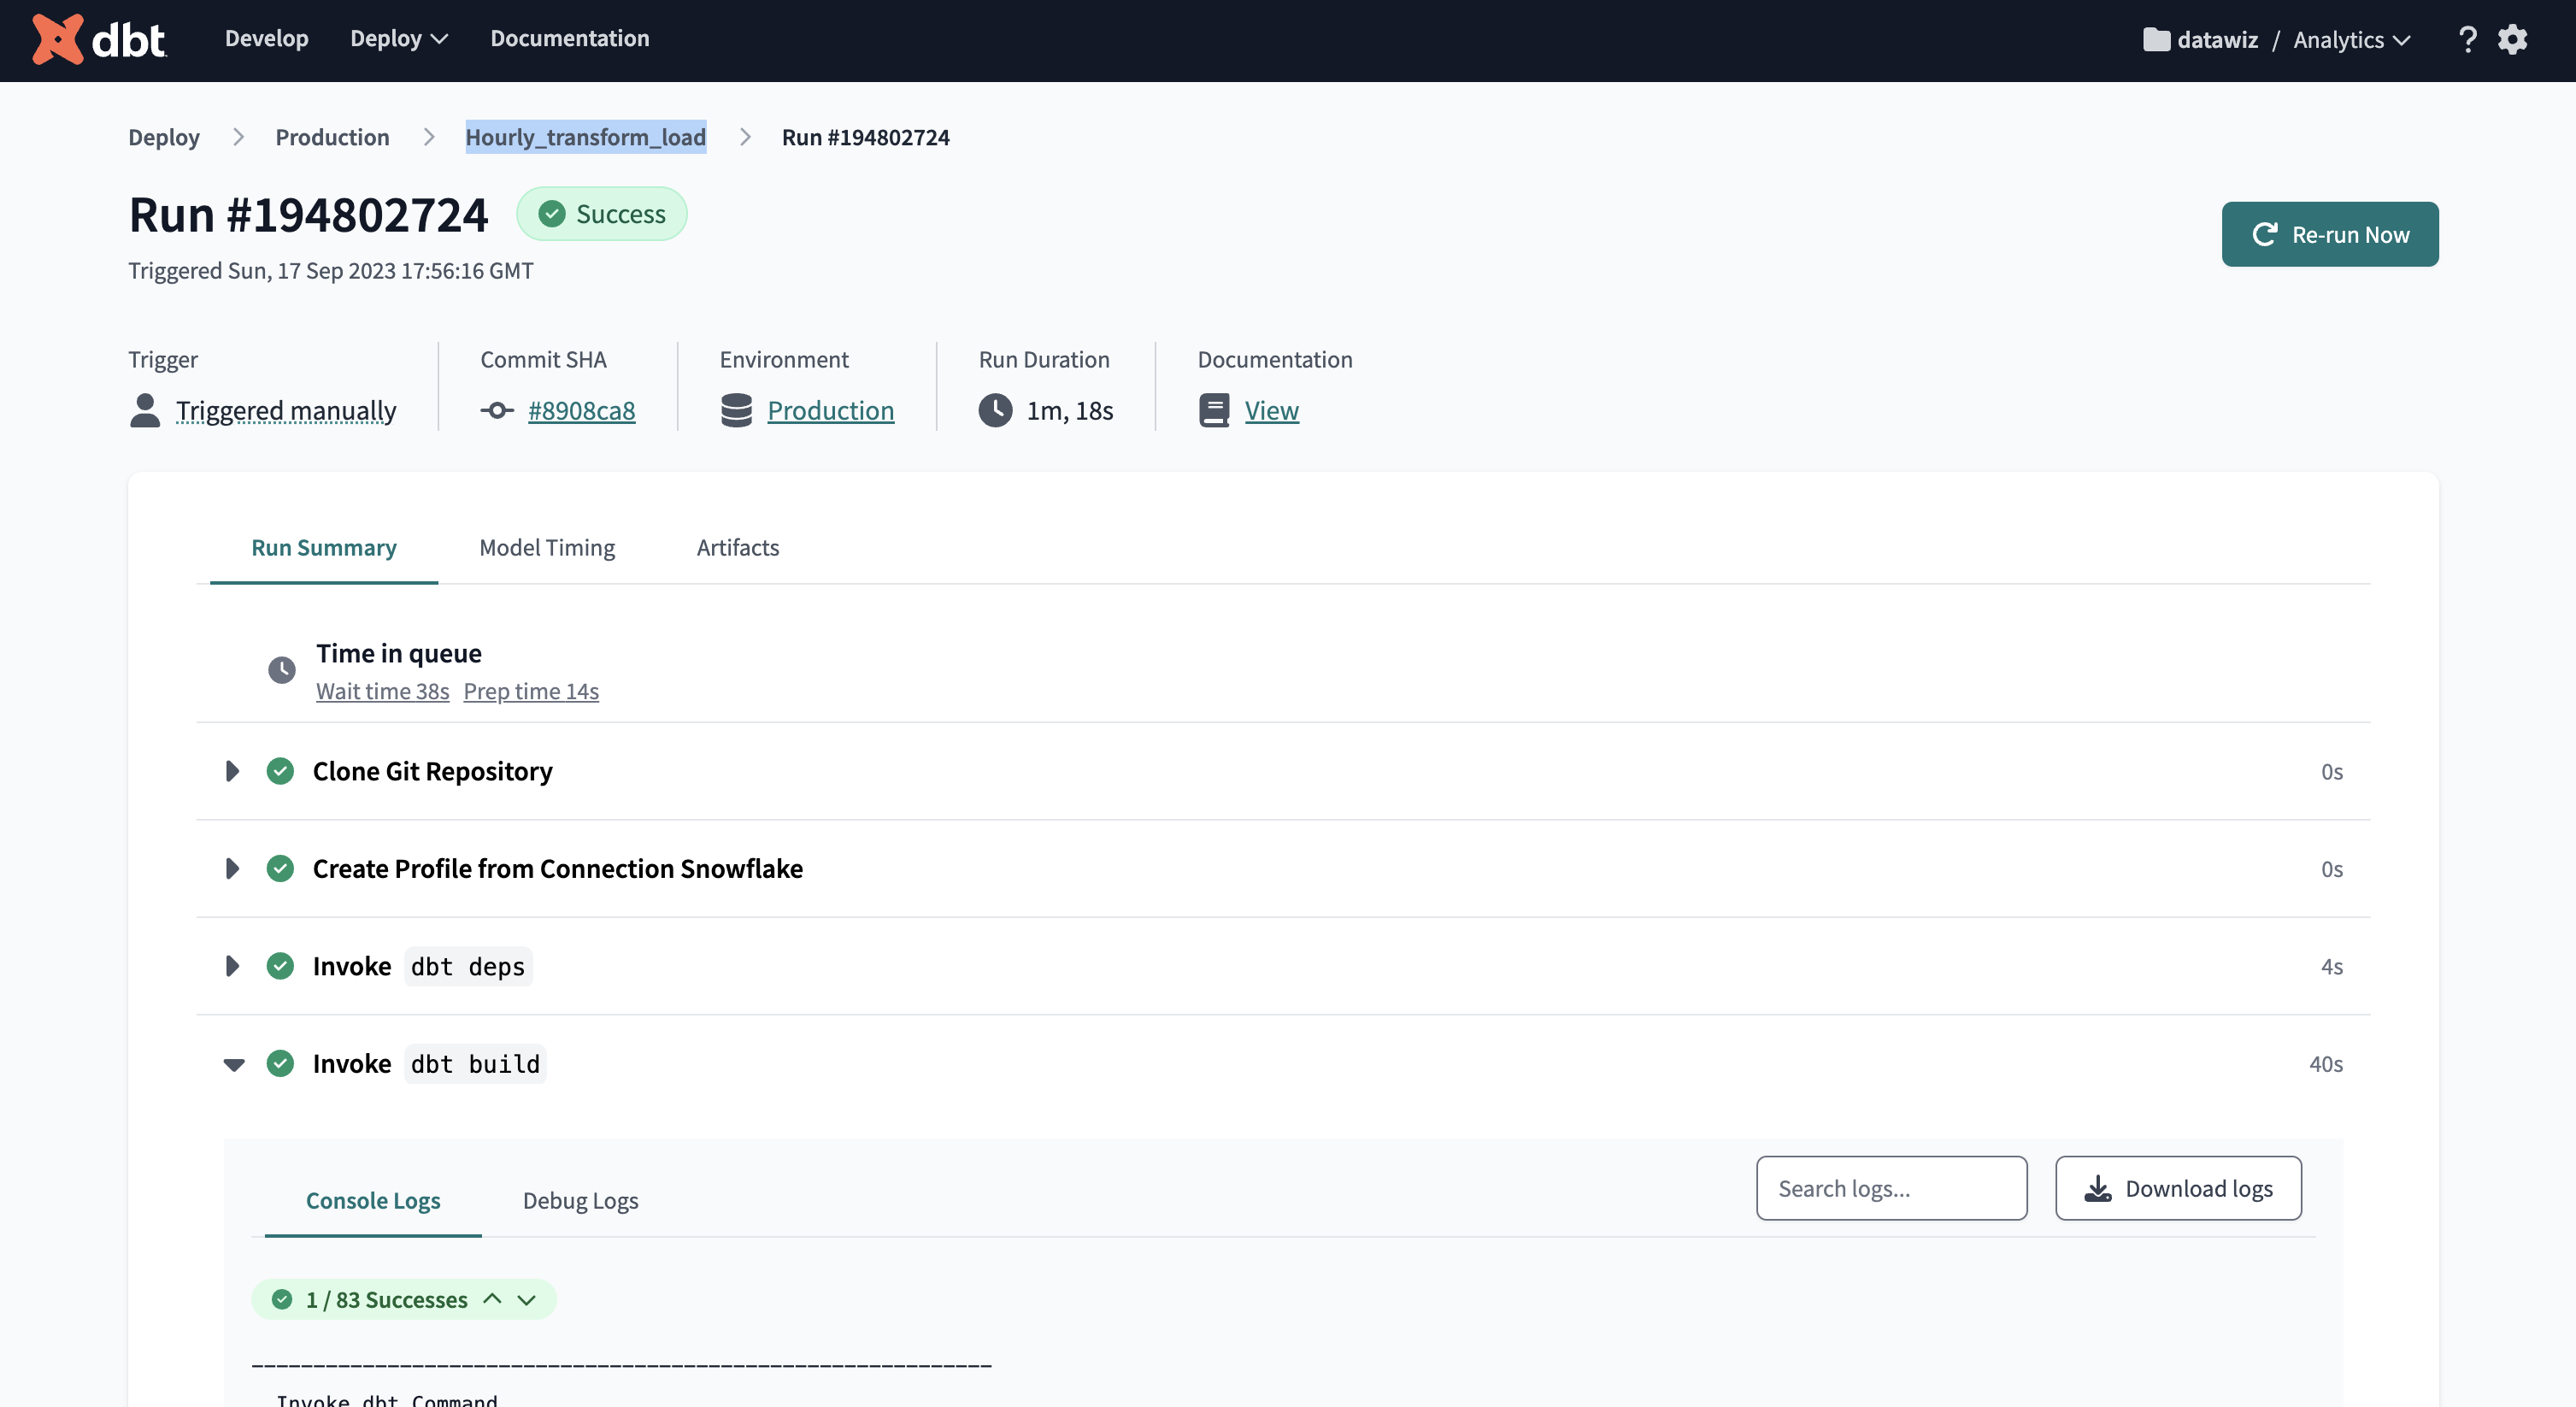 dbt Develop Deploy Documentation datawiz / Analytics ?
Deploy Production Hourly_transform_load Run #194802724
Run #194802724 Success
Re-run Now
Triggered Sun, 17 Sep 2023 17:56:16 GMT
Trigger Commit SHA Environment Run Duration Documentation
Triggered manually #8908ca8 Production 1m, 18s View
Run Summary Model Timing Artifacts
Time in queue
Wait time 38s Prep time 14s
Clone Git Repository 0s
Create Profile from Connection Snowflake 0s
Invoke dbt deps 4s
Invoke dbt build 40s
Console Logs Debug Logs Search logs... Download logs
1 / 83 Successes
------------------------------------------------------------
Invoke dbt Command